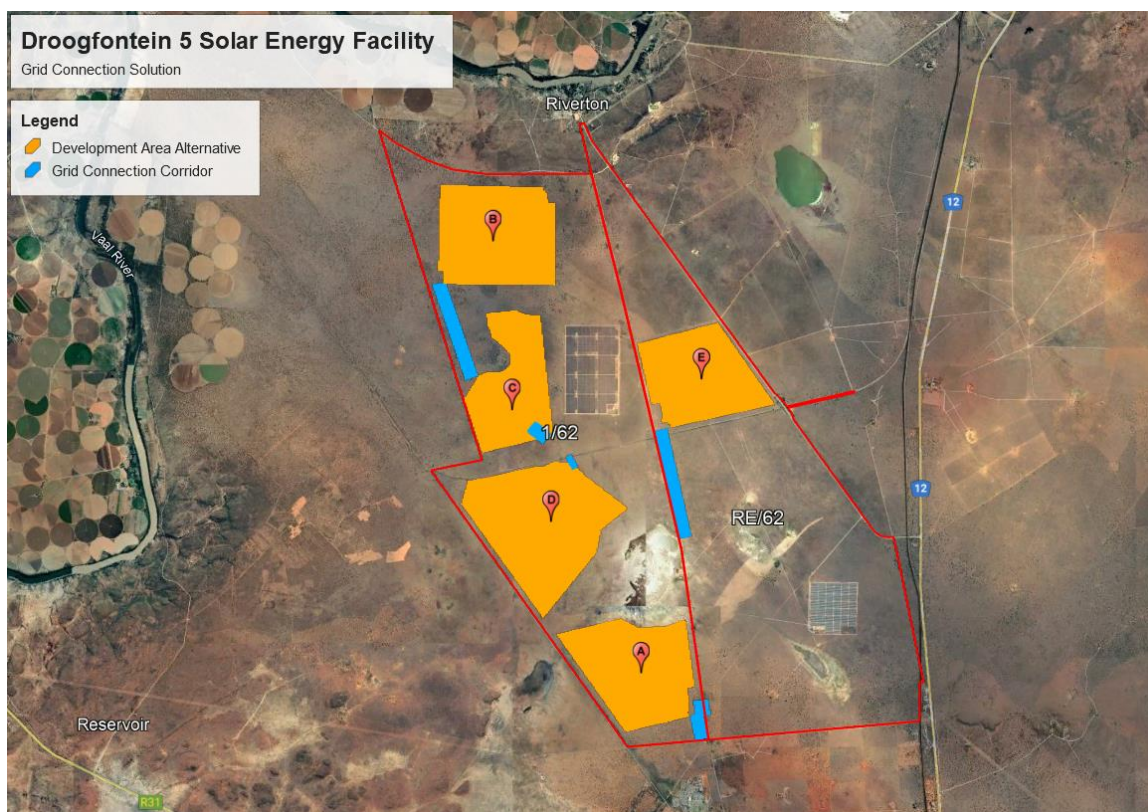 Droogfontein 5 Solar Energy Facility
Grid Connection Solution
Legend
Development Area Alternative
Grid Connection Corridor
Riverton
12
Vaal River
B
E
C
1/62
12
D
RE/62
A
Reservoir
R31